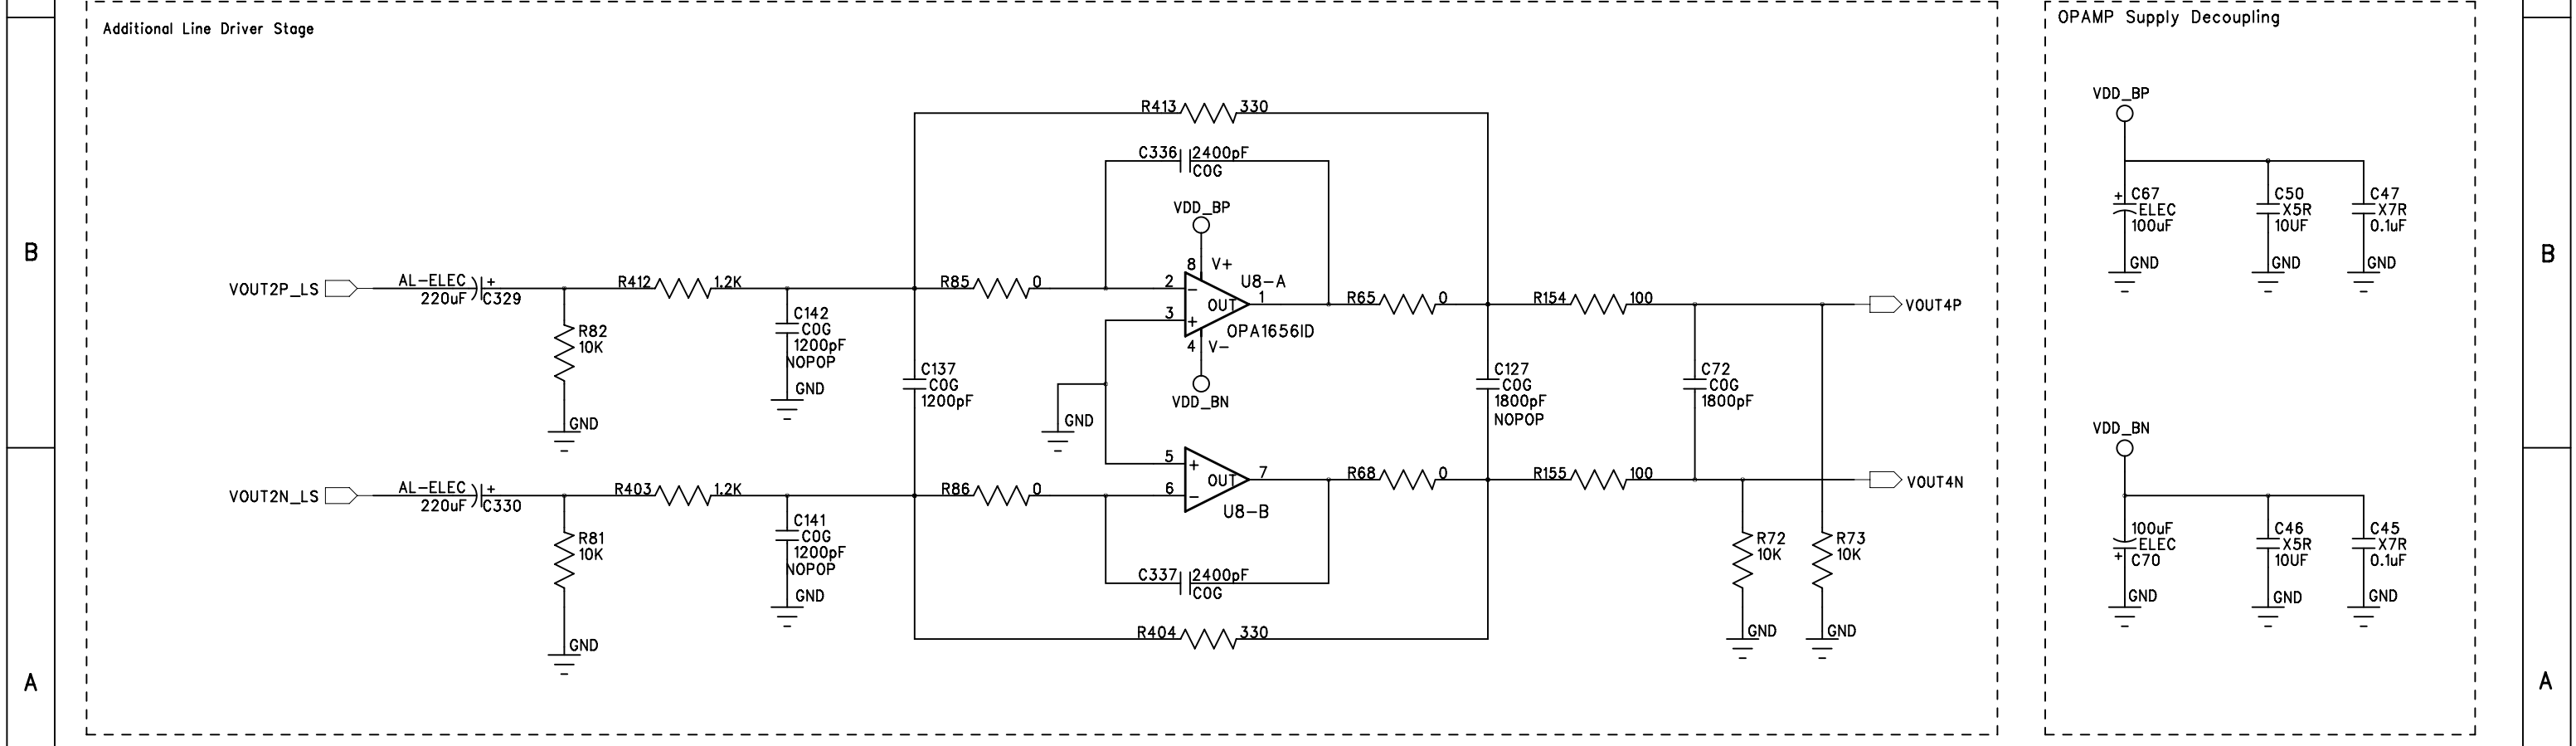 Additional Line Driver Stage
OPAMP Supply Decoupling
R413 330
C336 2400pF
C0G
VDD_BP
8 V+
U8-A
VOUT2P_LS
AL-ELEC +
220uF C329
R412 1.2K
R85 0
2 -
3 +
OUT 1
OPA1656ID
4 V-
VDD_BN
R65 0
R154 100
VOUT4P
R82
10K
GND
C142
C0G
1200pF
NOPOP
GND
C137
C0G
1200pF
GND
C127
C0G
1800pF
NOPOP
C72
C0G
1800pF
VOUT2N_LS
AL-ELEC +
220uF C330
R403 1.2K
R86 0
5 +
6 -
OUT 7
U8-B
R68 0
R155 100
VOUT4N
R81
10K
GND
C141
C0G
1200pF
NOPOP
GND
C337 2400pF
C0G
R404 330
R72
10K
GND
R73
10K
GND
VDD_BP
+ C67
ELEC
100uF
GND
C50
X5R
10UF
GND
C47
X7R
0.1uF
GND
VDD_BN
100uF
ELEC
+ C70
GND
C46
X5R
10UF
GND
C45
X7R
0.1uF
GND
B
A
B
A